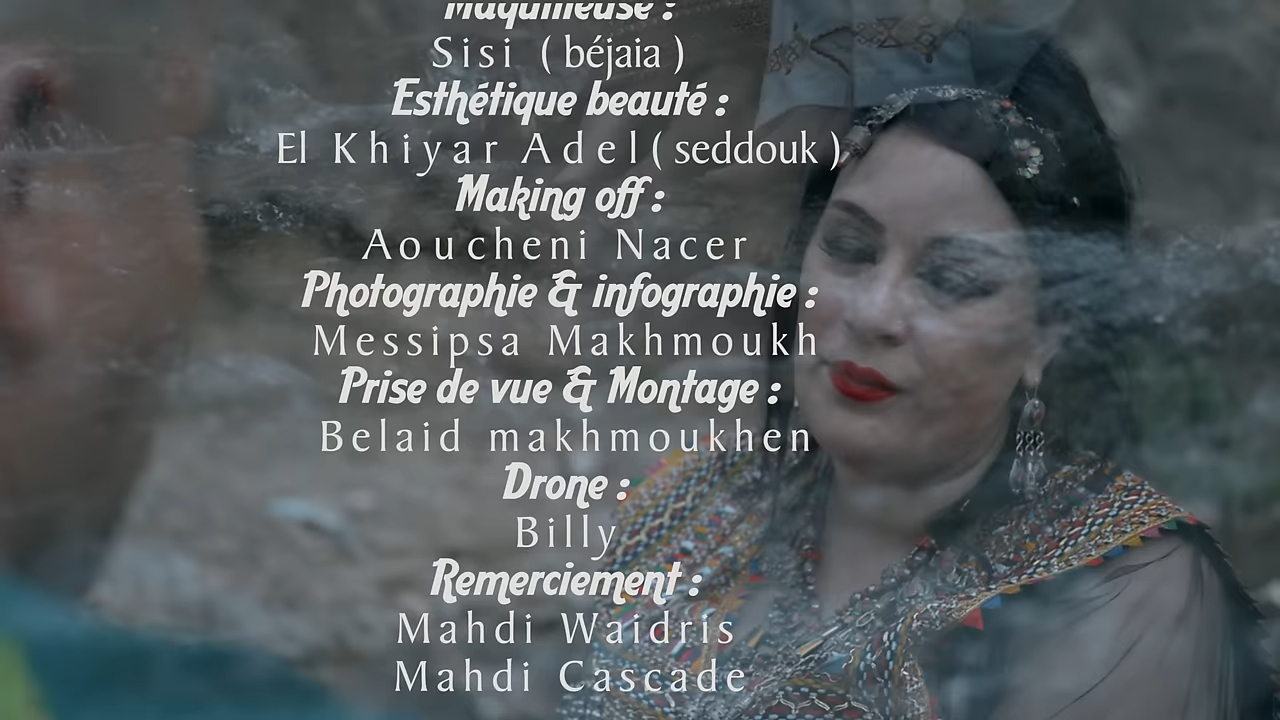 Maquilleuse :
Sisi (béjaia)
Esthétique beauté :
El Khiyar Adel (seddouk)
Making off :
Aoucheni Nacer
Photographie & infographie :
Messipsa Makhmoukh
Prise de vue & Montage :
Belaid makhmoukhen
Drone :
Billy
Remerciement :
Mahdi Waidris
Mahdi Cascade